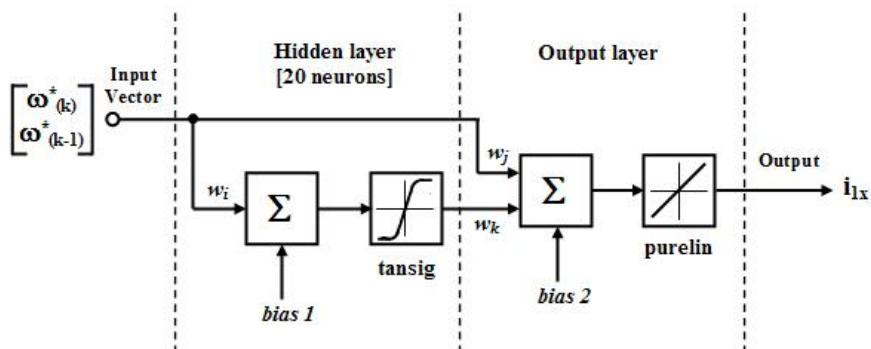 Hidden layer
[20 neurons]
Output layer
Input
Vector
ω*(k)
ω*(k-1)
wi
Σ
tansig
bias 1
wj
wk
Σ
bias 2
purelin
Output
i1x